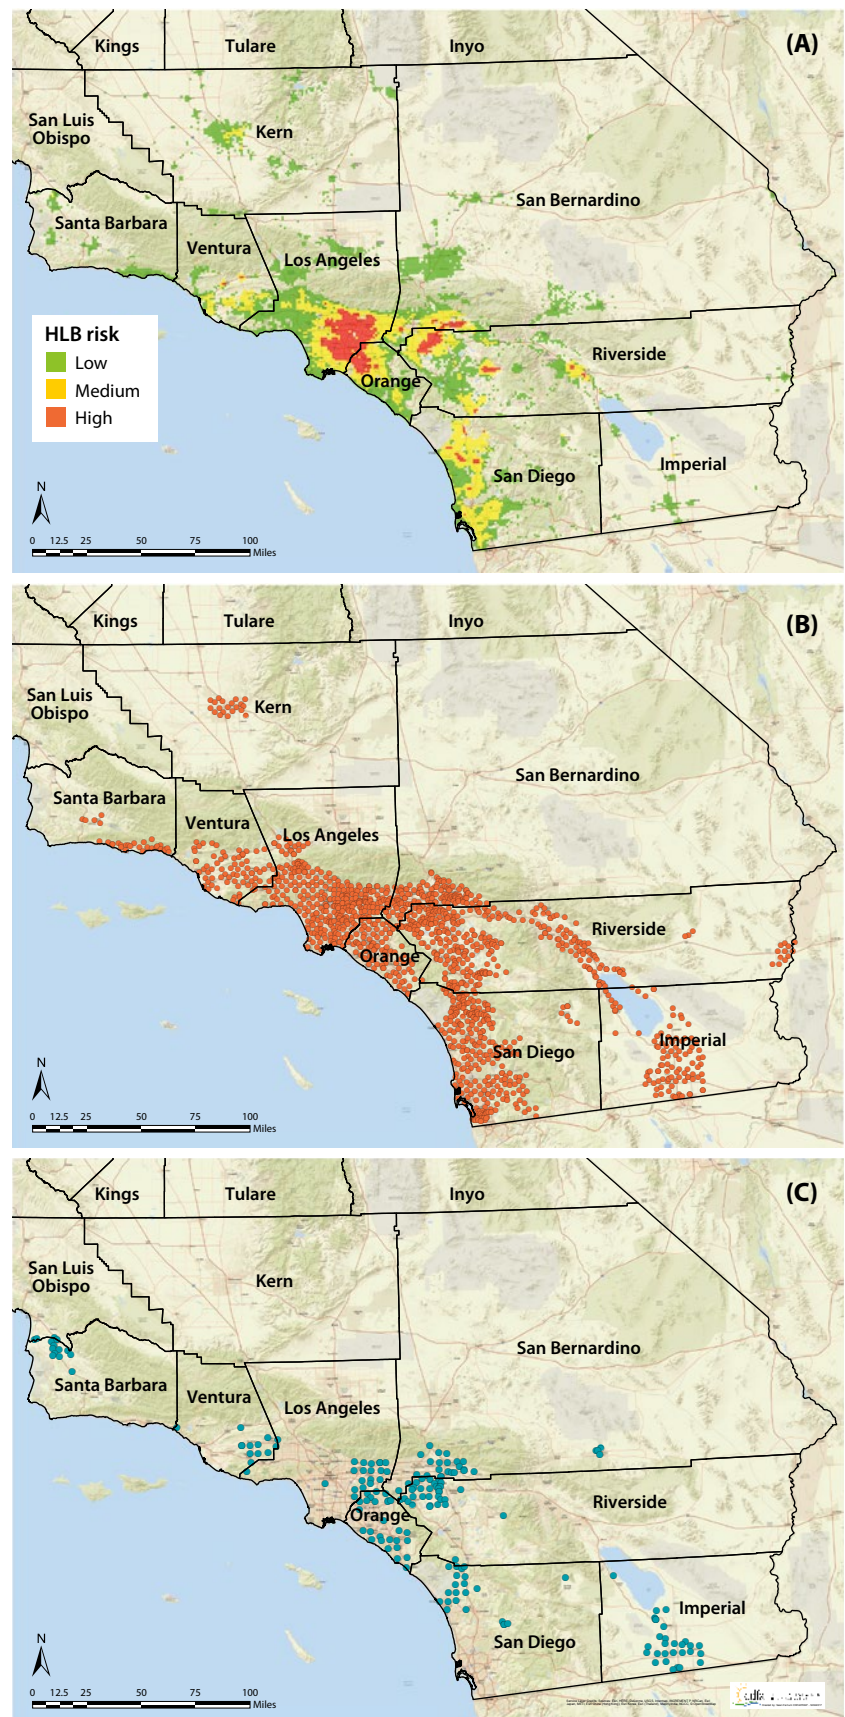 (A)
Kings
Tulare
Inyo
San Luis
Obispo
Kern
San Bernardino
Santa Barbara
Ventura
Los Angeles
HLB risk
Low
Medium
High
Riverside
Orange
San Diego
Imperial
N
0 12.5 25 50 75 100
Miles
(B)
Kings
Tulare
Inyo
San Luis
Obispo
Kern
San Bernardino
Santa Barbara
Ventura
Los Angeles
Riverside
Orange
San Diego
Imperial
N
0 12.5 25 50 75 100
Miles
(C)
Kings
Tulare
Inyo
San Luis
Obispo
Kern
San Bernardino
Santa Barbara
Ventura
Los Angeles
Riverside
Orange
San Diego
Imperial
N
0 12.5 25 50 75 100
Miles